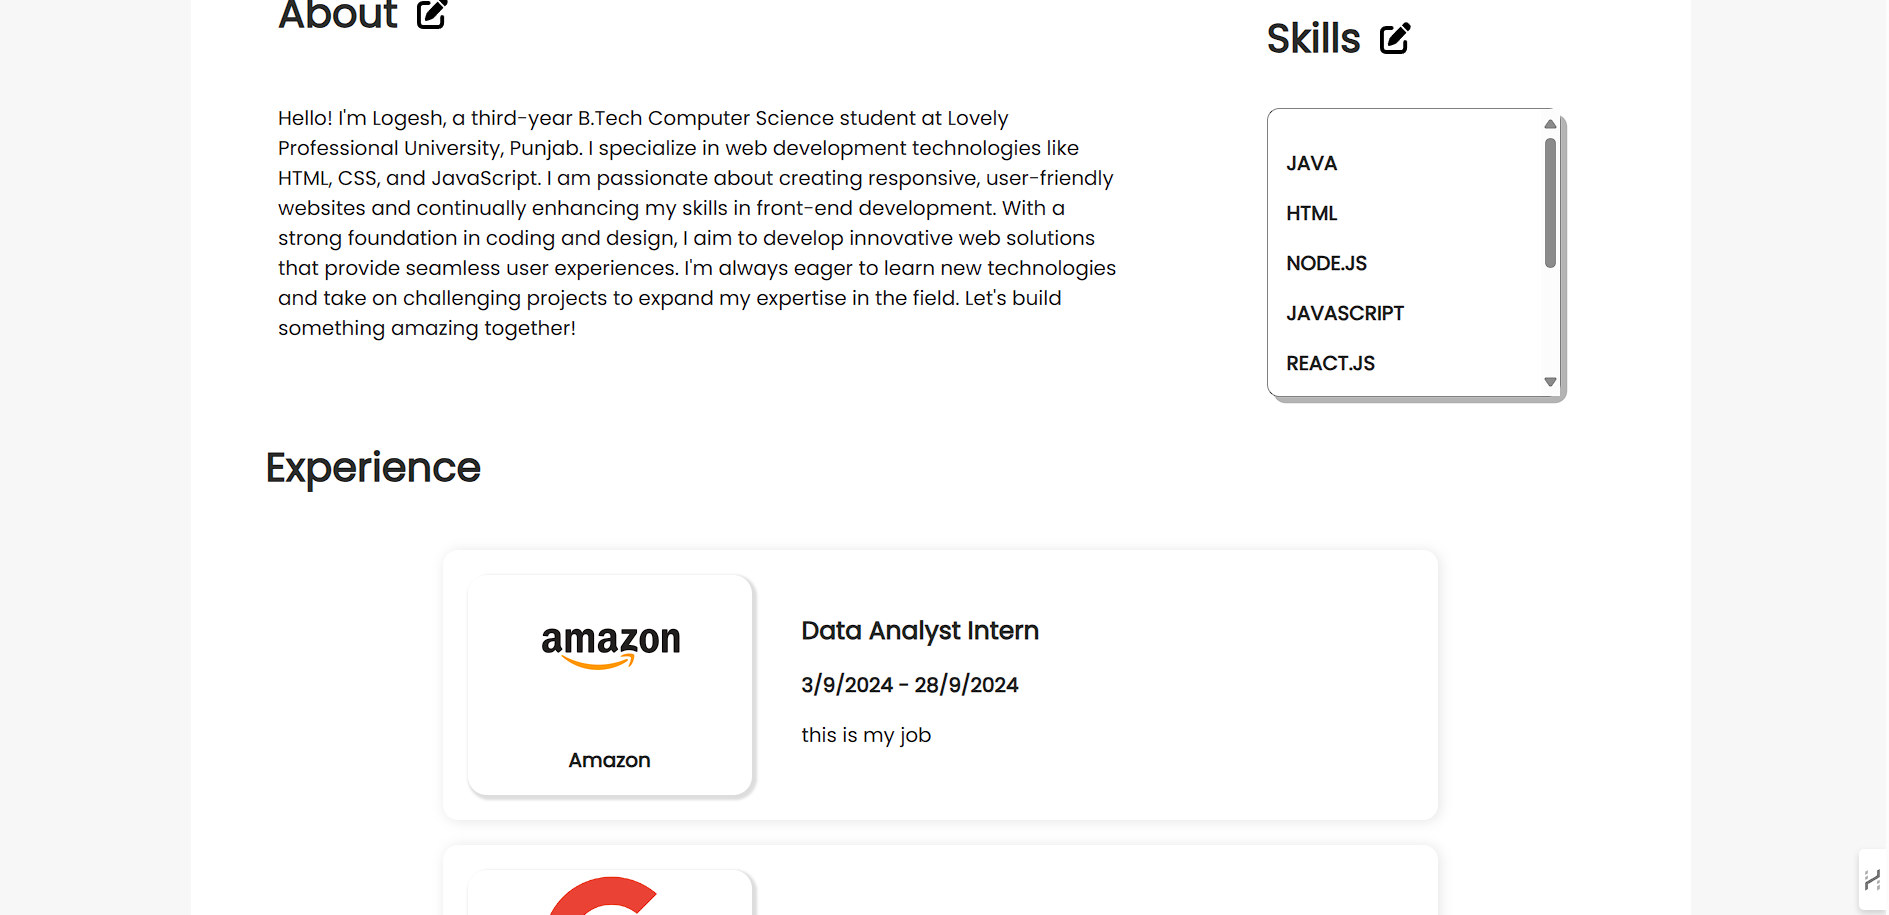 About
Skills
Hello! I'm Logesh, a third-year B.Tech Computer Science student at Lovely
Professional University, Punjab. I specialize in web development technologies like
HTML, CSS, and JavaScript. I am passionate about creating responsive, user-friendly
websites and continually enhancing my skills in front-end development. With a
strong foundation in coding and design, I aim to develop innovative web solutions
that provide seamless user experiences. I'm always eager to learn new technologies
and take on challenging projects to expand my expertise in the field. Let's build
something amazing together!
JAVA
HTML
NODE.JS
JAVASCRIPT
REACT.JS
Experience
amazon
Amazon
Data Analyst Intern
3/9/2024 - 28/9/2024
this is my job